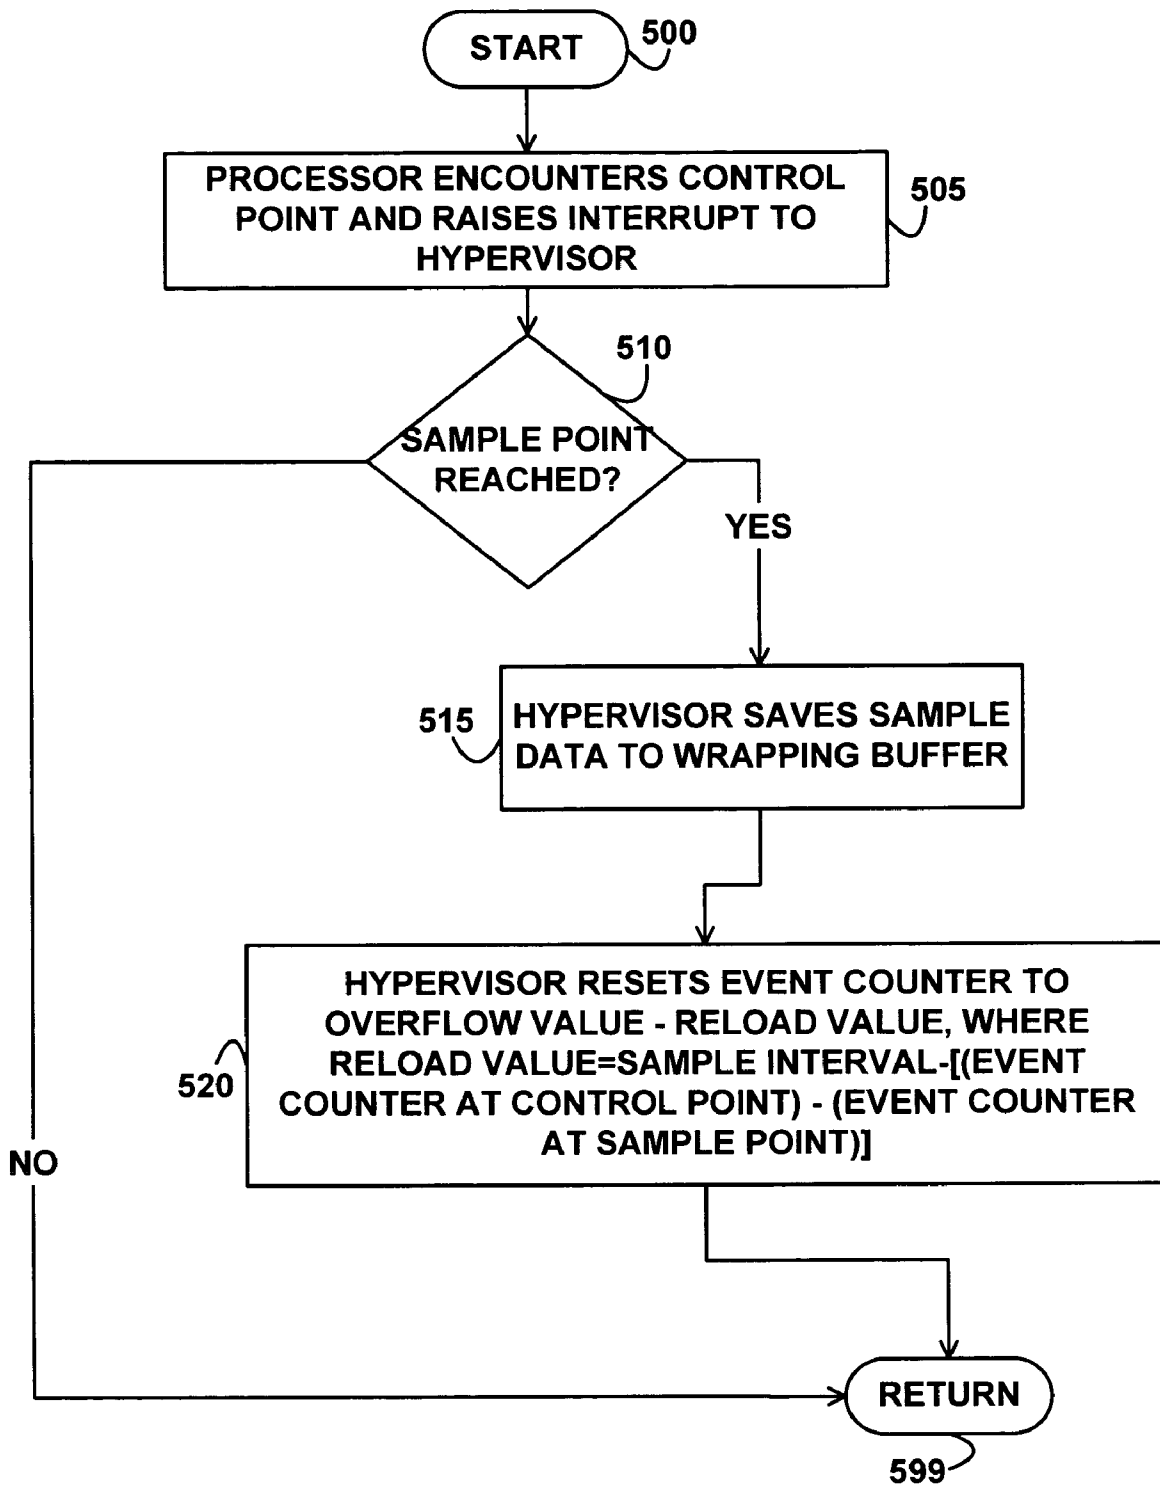 START
500
PROCESSOR ENCOUNTERS CONTROL
POINT AND RAISES INTERRUPT TO
HYPERVISOR
505
510
SAMPLE POINT
REACHED?
YES
515
HYPERVISOR SAVES SAMPLE
DATA TO WRAPPING BUFFER
HYPERVISOR RESETS EVENT COUNTER TO
OVERFLOW VALUE - RELOAD VALUE, WHERE
RELOAD VALUE=SAMPLE INTERVAL-[(EVENT
COUNTER AT CONTROL POINT) - (EVENT COUNTER
AT SAMPLE POINT)]
520
NO
RETURN
599